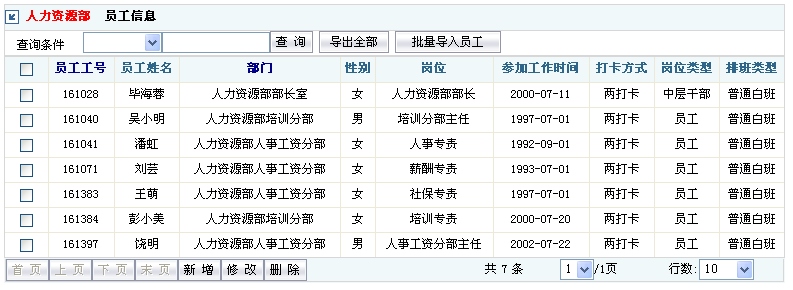 人力资源部 员工信息
查询条件 查 询 导出全部 批量导入员工
员工工号 员工姓名 部门 性别 岗位 参加工作时间 打卡方式 岗位类型 排班类型
161028 毕海蓉 人力资源部部长室 女 人力资源部部长 2000-07-11 两打卡 中层干部 普通白班
161040 吴小明 人力资源部培训分部 男 培训分部主任 1997-07-01 两打卡 员工 普通白班
161041 潘虹 人力资源部人事工资分部 女 人事专责 1992-09-01 两打卡 员工 普通白班
161071 刘芸 人力资源部人事工资分部 女 薪酬专责 1993-07-01 两打卡 员工 普通白班
161383 王萌 人力资源部人事工资分部 女 社保专责 1997-07-01 两打卡 员工 普通白班
161384 彭小美 人力资源部培训分部 女 培训专责 2000-07-20 两打卡 员工 普通白班
161397 饶明 人力资源部人事工资分部 男 人事工资分部主任 2002-07-22 两打卡 员工 普通白班
首 页 上 页 下 页 末 页 新 增 修 改 删 除 共 7 条 1 /1页 行数: 10